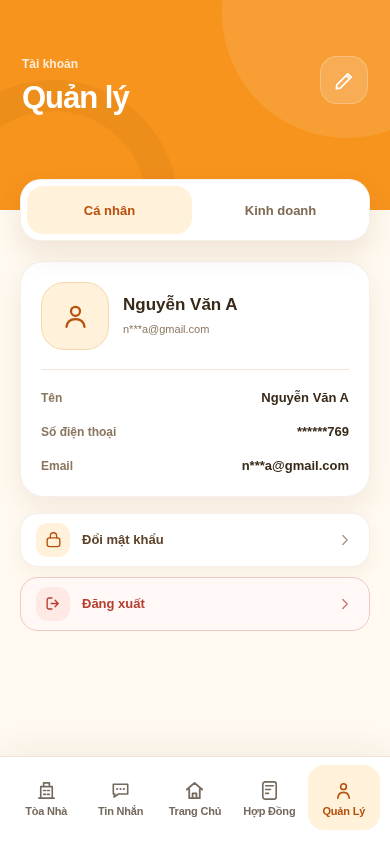 Tài khoản
Quản lý
Cá nhân
Kinh doanh
Nguyễn Văn A
n***a@gmail.com
Tên
Nguyễn Văn A
Số điện thoại
******769
Email
n***a@gmail.com
Đổi mật khẩu
Đăng xuất
Tòa Nhà
Tin Nhắn
Trang Chủ
Hợp Đồng
Quản Lý